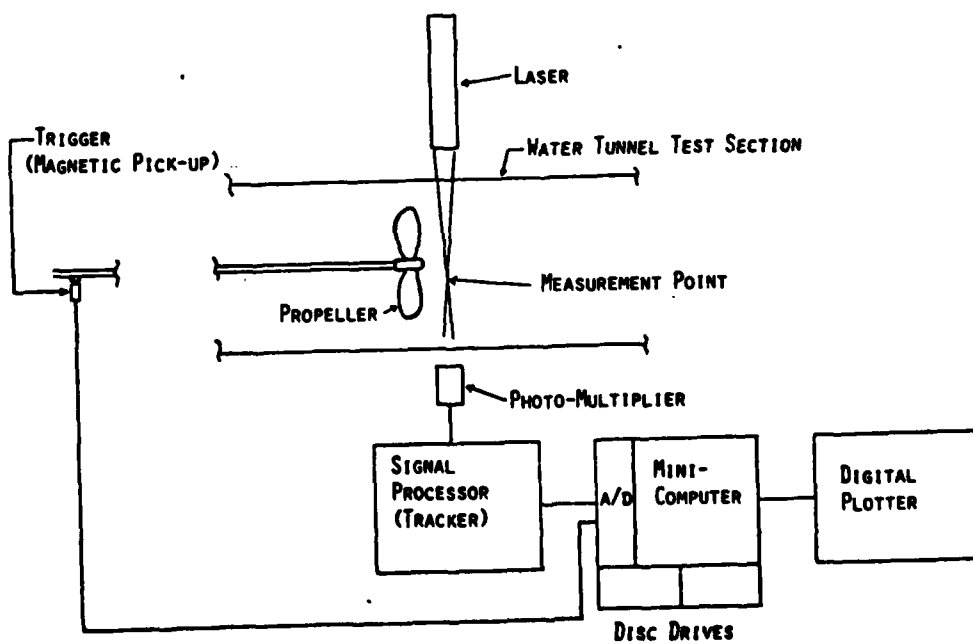 LASER
TRIGGER
(MAGNETIC PICK-UP)
WATER TUNNEL TEST SECTION
MEASUREMENT POINT
PROPELLER
PHOTO-MULTIPLIER
SIGNAL
PROCESSOR
(TRACKER)
A/D
MINI-
COMPUTER
DIGITAL
PLOTTER
DISC DRIVES